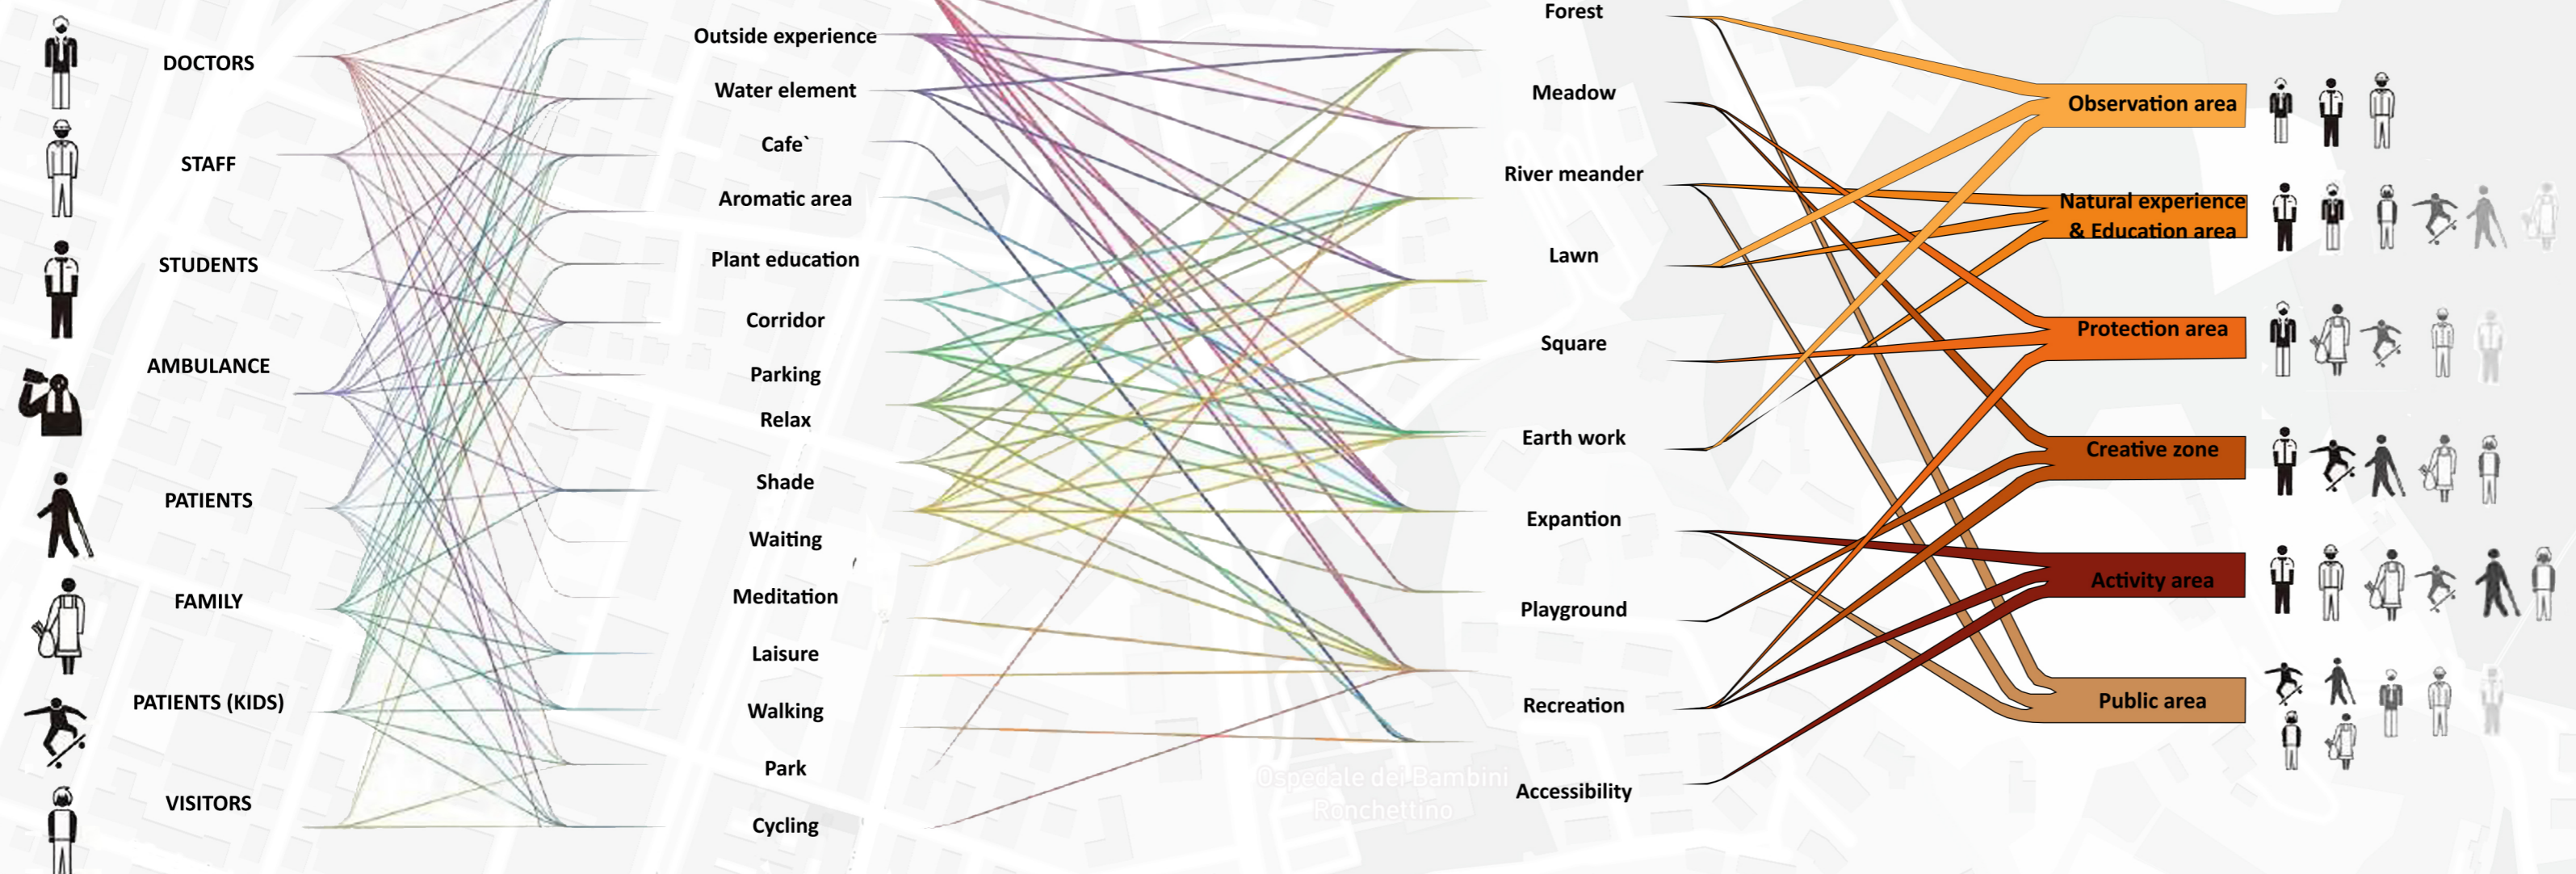 DOCTORS
STAFF
STUDENTS
AMBULANCE
PATIENTS
FAMILY
PATIENTS (KIDS)
VISITORS
Outside experience
Water element
Cafe`
Aromatic area
Plant education
Corridor
Parking
Relax
Shade
Waiting
Meditation
Laisure
Walking
Park
Cycling
Forest
Meadow
River meander
Lawn
Square
Earth work
Expantion
Playground
Recreation
Accessibility
Observation area
Natural experience
& Education area
Protection area
Creative zone
Activity area
Public area
Ospedale dei Bambini
Ronchettino